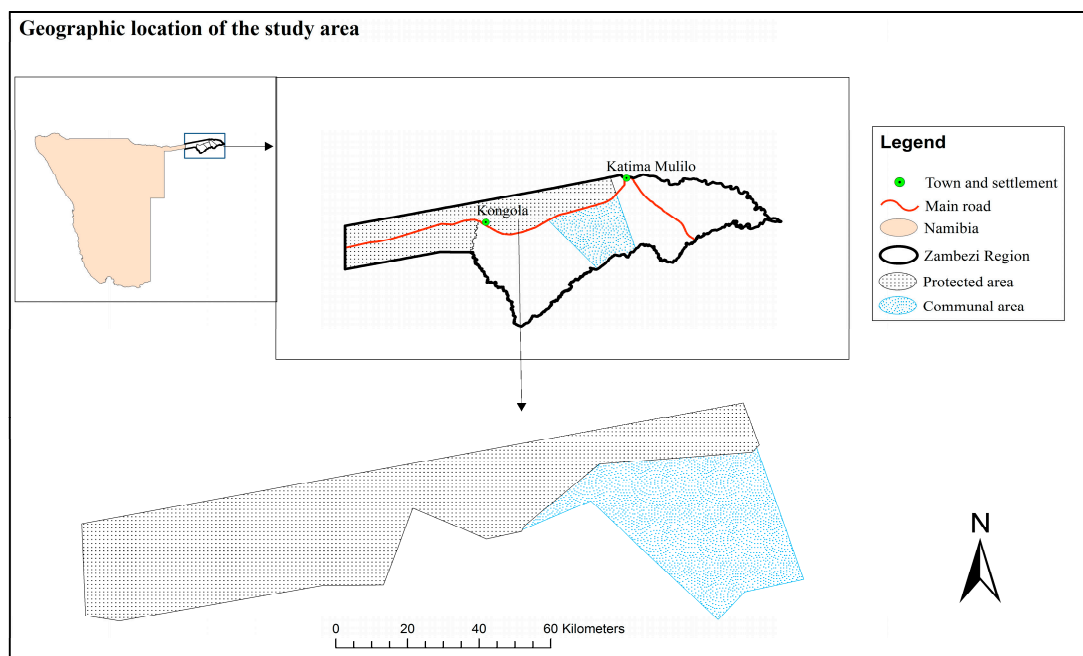 Geographic location of the study area
Katima Mulilo
Kongola
Legend
Town and settlement
Main road
Namibia
Zambezi Region
Protected area
Communal area
N
0 20 40 60 Kilometers